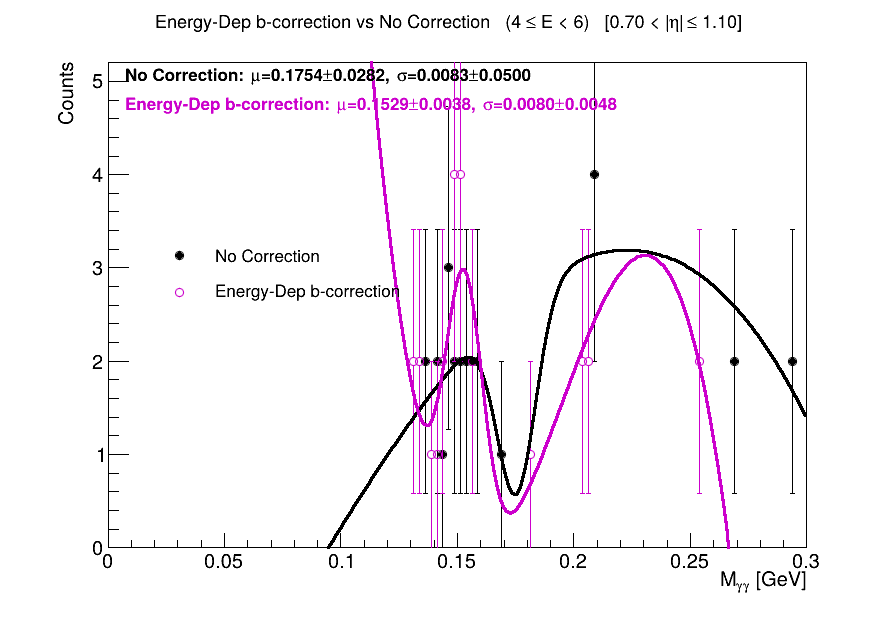 Energy-Dep b-correction vs No Correction (4 ≤ E < 6) [0.70 < |η| ≤ 1.10]
Counts
No Correction: μ=0.1754±0.0282, σ=0.0083±0.0500
Energy-Dep b-correction: μ=0.1529±0.0038, σ=0.0080±0.0048
No Correction
Energy-Dep b-correction
5
4
3
2
1
0
0 0.05 0.1 0.15 0.2 0.25 0.3
Mγγ [GeV]